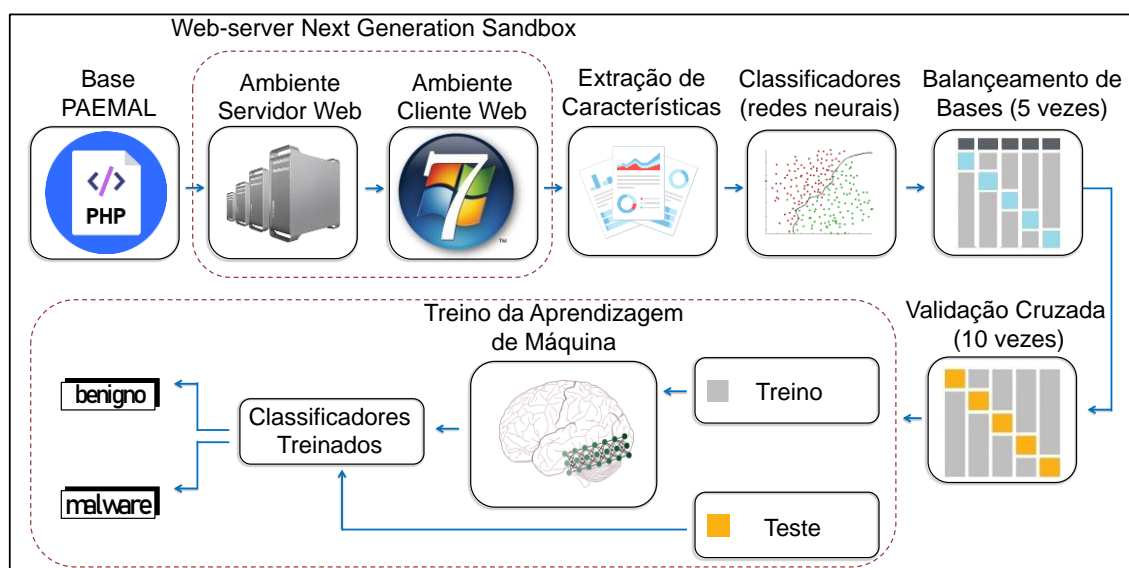 Web-server Next Generation Sandbox
Base
PAEMAL
Ambiente
Servidor Web
Ambiente
Cliente Web
Extração de
Características
Classificadores
(redes neurais)
Balançeamento de
Bases (5 vezes)
</>
PHP
7
TM
Validação Cruzada
(10 vezes)
Treino da Aprendizagem
de Máquina
Treino
Teste
Classificadores
Treinados
benigno
malware